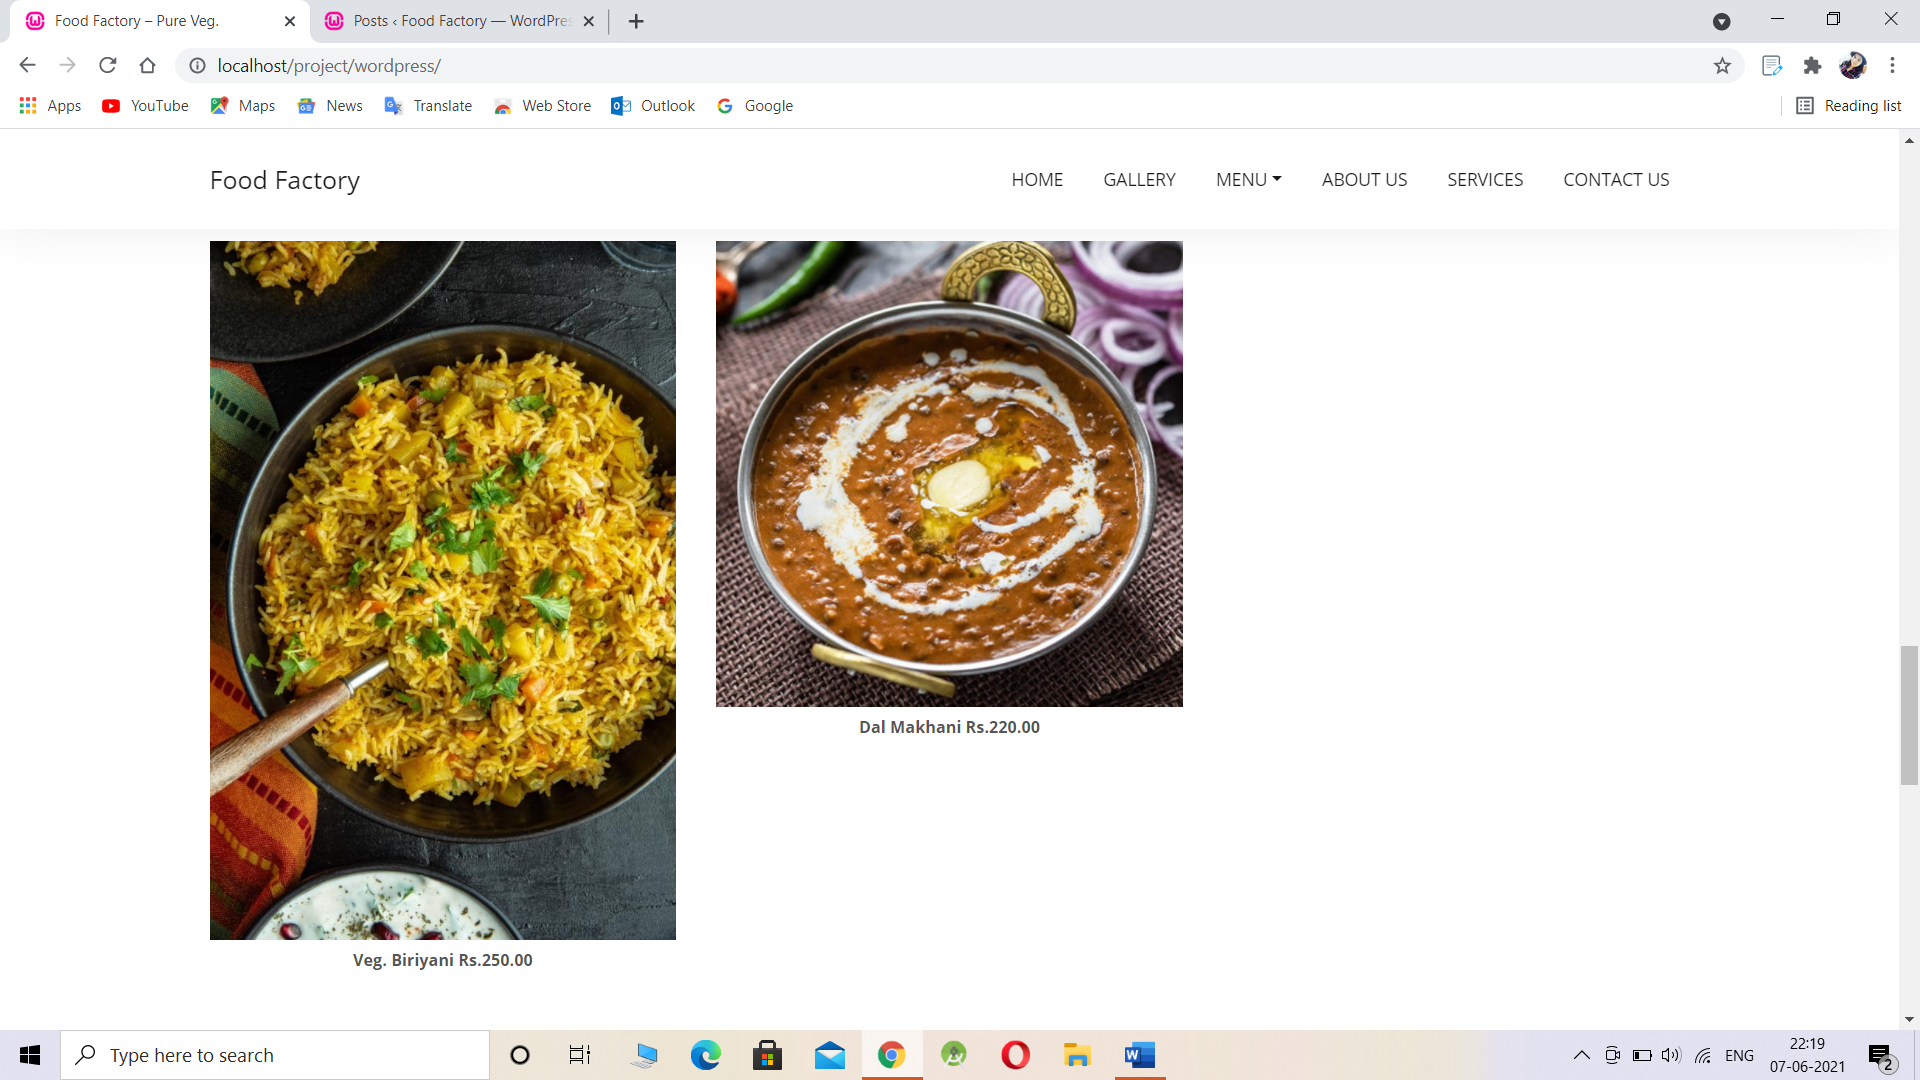 Food Factory – Pure Veg.
Posts ‹ Food Factory — WordPres
localhost/project/wordpress/
Apps YouTube Maps News Translate Web Store Outlook Google Reading list
Food Factory HOME GALLERY MENU ABOUT US SERVICES CONTACT US
Dal Makhani Rs.220.00
Veg. Biriyani Rs.250.00
Type here to search
ENG
22:19
07-06-2021
2